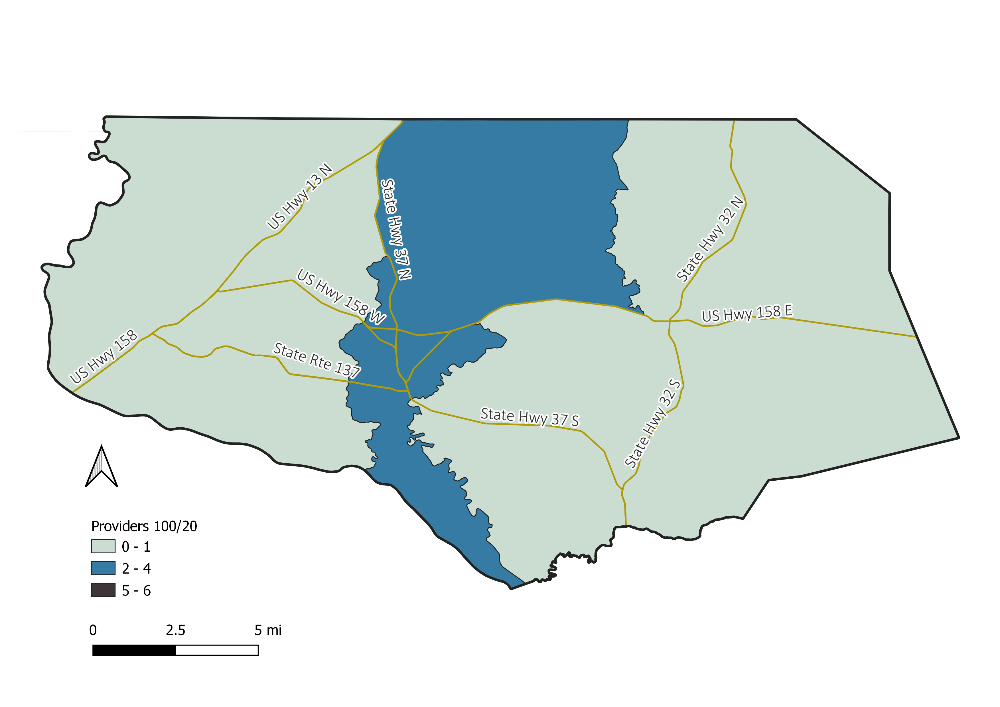 US Hwy 13 N
State Hwy 37 N
State Hwy 32 N
US Hwy 158 W
US Hwy 158 E
US Hwy 158
State Rte 137
State Hwy 32 S
State Hwy 37 S
Providers 100/20
0 - 1
2 - 4
5 - 6
0 2.5 5 mi